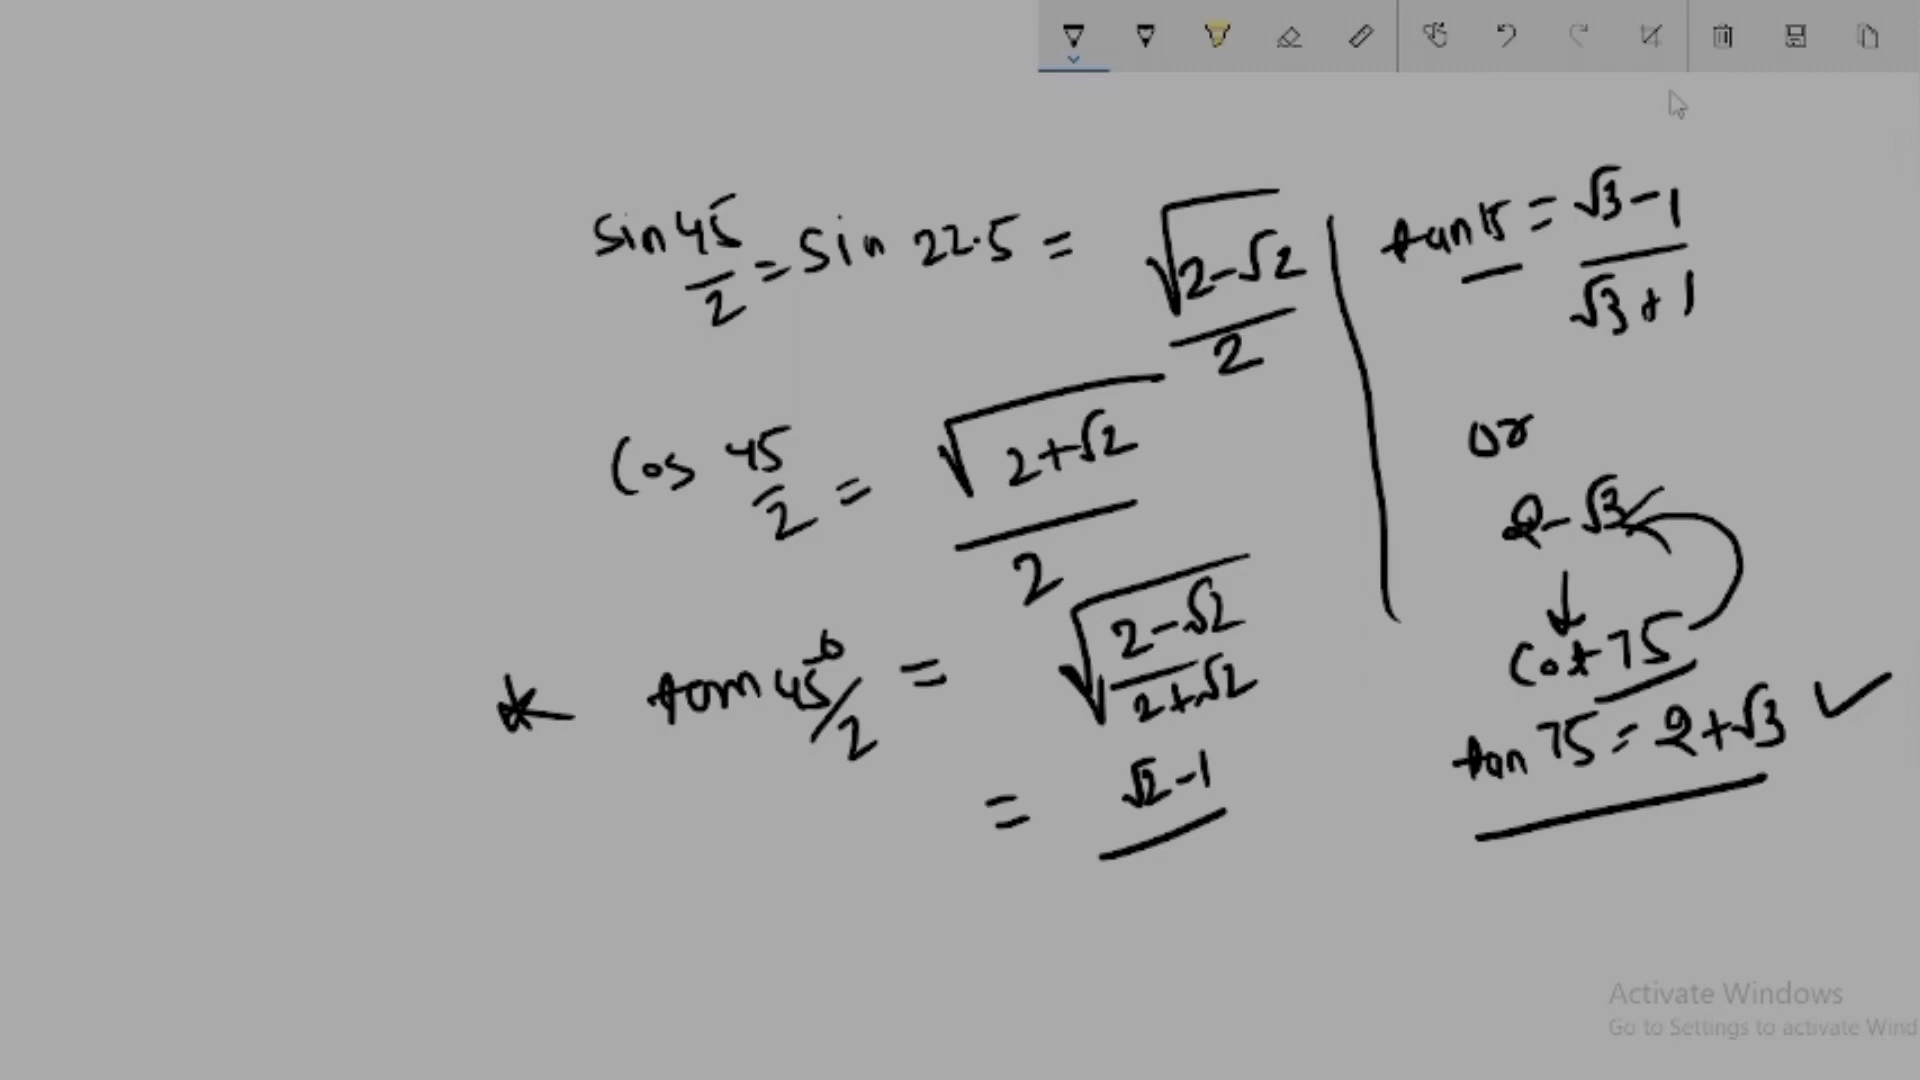 sin 45/2 = sin 22.5 = √(2-√2)/2
cos 45/2 = √(2+√2)/2
* tan 45°/2 = √((2-√2)/(2+√2))
= √2-1
tan 15 = (√3-1)/(√3+1)
or
2-√3
↓
cot 75
tan 75 = 2+√3 ✓
Activate Windows
Go to Settings to activate Wind